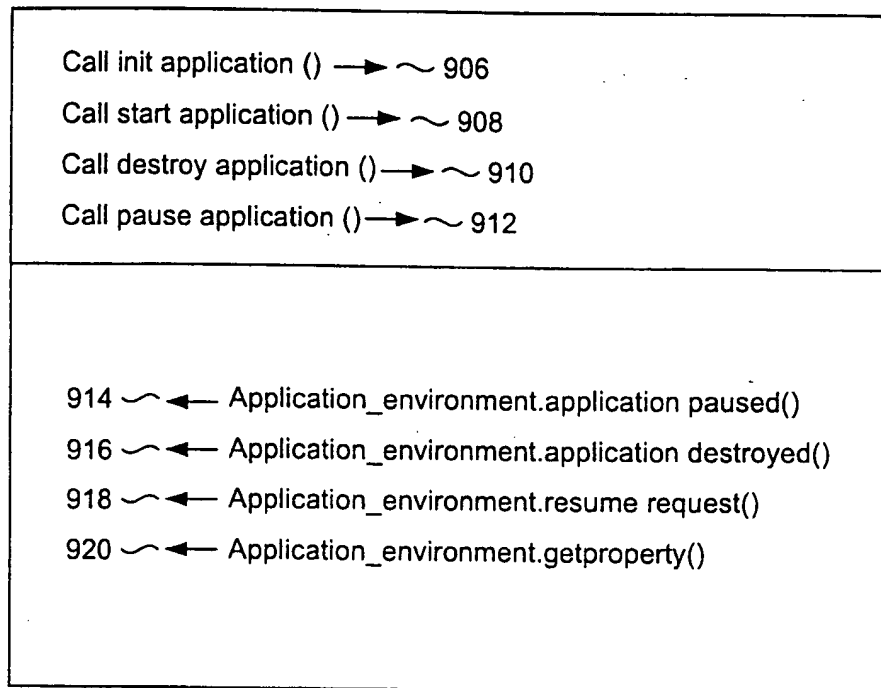 Call init application () → ~ 906
Call start application () → ~ 908
Call destroy application () → ~ 910
Call pause application () → ~ 912
914 ~ ← Application_environment.application paused()
916 ~ ← Application_environment.application destroyed()
918 ~ ← Application_environment.resume request()
920 ~ ← Application_environment.getproperty()